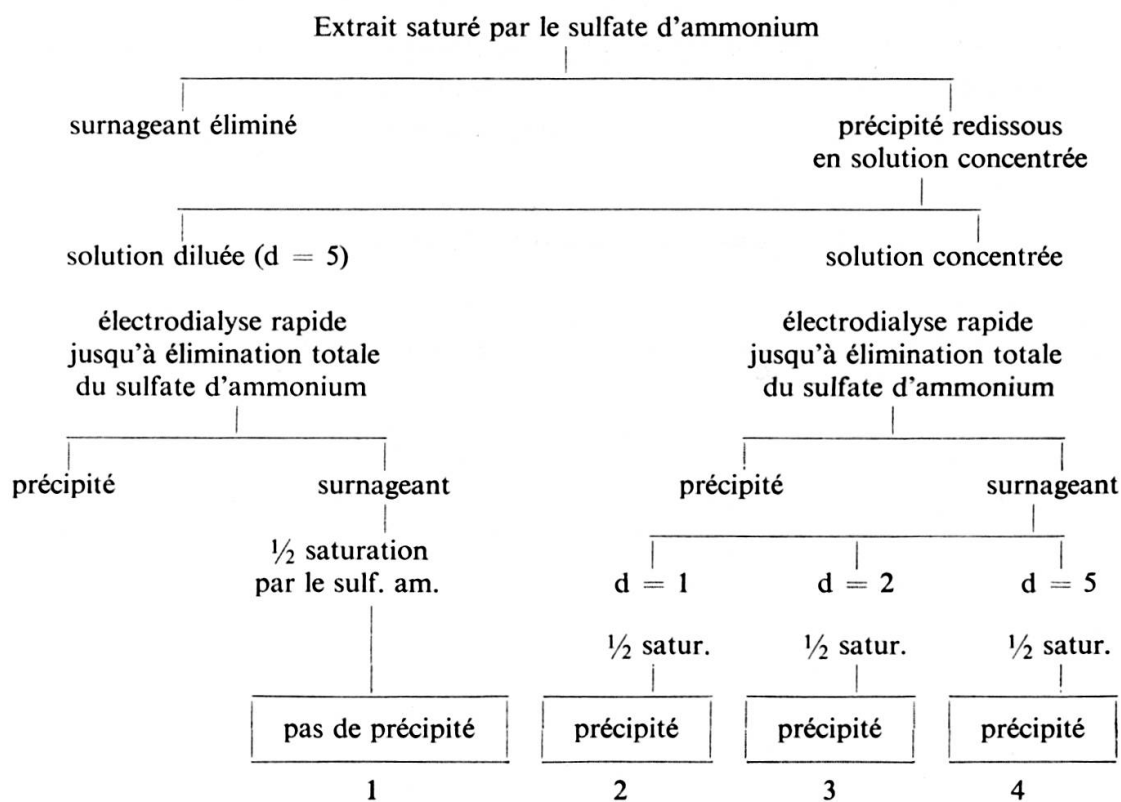 Extrait saturé par le sulfate d'ammonium
surnageant éliminé
précipité redissous
en solution concentrée
solution diluée (d = 5)
solution concentrée
électrodialyse rapide
jusqu'à élimination totale
du sulfate d'ammonium
électrodialyse rapide
jusqu'à élimination totale
du sulfate d'ammonium
précipité
surnageant
précipité
surnageant
½ saturation
par le sulf. am.
d = 1
d = 2
d = 5
½ satur.
½ satur.
½ satur.
pas de précipité
précipité
précipité
précipité
1
2
3
4